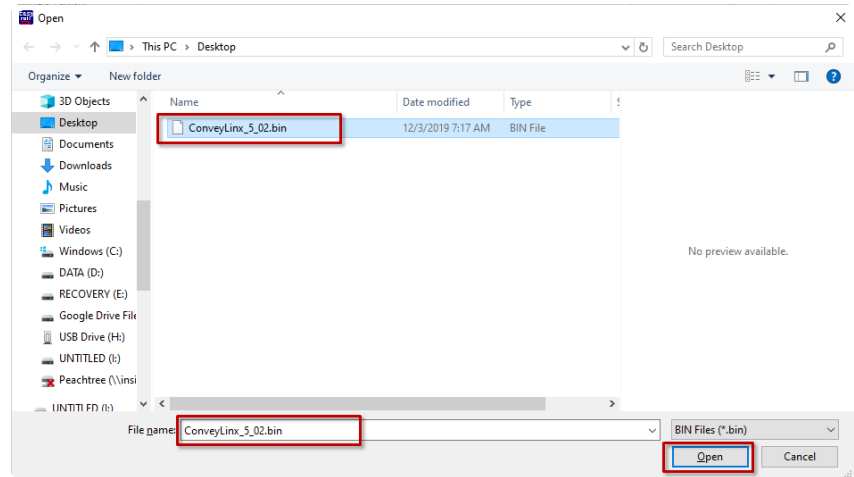 Open
This PC > Desktop
Search Desktop
Organize
New folder
Name
Date modified
Type
ConveyLinx_5_02.bin
12/3/2019 7:17 AM
BIN File
3D Objects
Desktop
Documents
Downloads
Music
Pictures
Videos
Windows (C:)
DATA (D:)
RECOVERY (E:)
Google Drive File
USB Drive (H:)
UNTITLED (I:)
Peachtree (\\insi
UNTITLED (I:)
No preview available.
File name:
ConveyLinx_5_02.bin
BIN Files (*.bin)
Open
Cancel